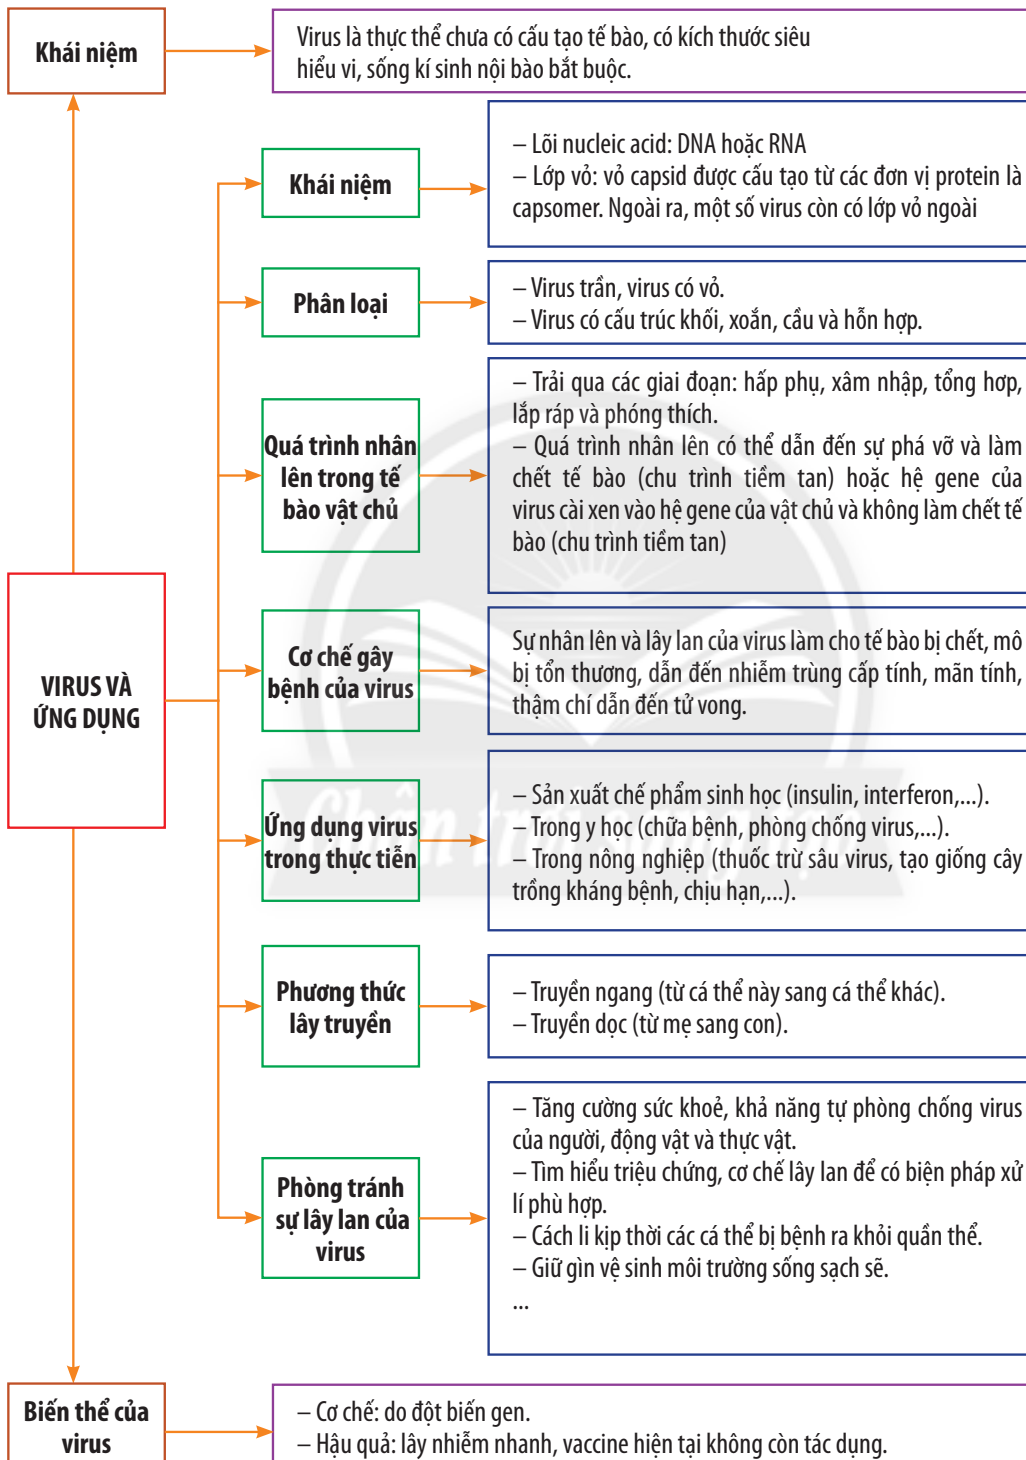 Khái niệm
Virus là thực thể chưa có cấu tạo tế bào, có kích thước siêu
hiểu vi, sống kí sinh nội bào bắt buộc.
Khái niệm
– Lõi nucleic acid: DNA hoặc RNA
– Lớp vỏ: vỏ capsid được cấu tạo từ các đơn vị protein là
capsomer. Ngoài ra, một số virus còn có lớp vỏ ngoài
Phân loại
– Virus trần, virus có vỏ.
– Virus có cấu trúc khối, xoắn, cầu và hỗn hợp.
Quá trình nhân
lên trong tế
bào vật chủ
– Trải qua các giai đoạn: hấp phụ, xâm nhập, tổng hơp,
lắp ráp và phóng thích.
– Quá trình nhân lên có thể dẫn đến sự phá vỡ và làm
chết tế bào (chu trình tiềm tan) hoặc hệ gene của
virus cài xen vào hệ gene của vật chủ và không làm chết tế
bào (chu trình tiềm tan)
VIRUS VÀ
ỨNG DỤNG
Cơ chế gây
bệnh của virus
Sự nhân lên và lây lan của virus làm cho tế bào bị chết, mô
bị tổn thương, dẫn đến nhiễm trùng cấp tính, mãn tính,
thậm chí dẫn đến tử vong.
Ứng dụng virus
trong thực tiễn
– Sản xuất chế phẩm sinh học (insulin, interferon,...).
– Trong y học (chữa bệnh, phòng chống virus,...).
– Trong nông nghiệp (thuốc trừ sâu virus, tạo giống cây
trồng kháng bệnh, chịu hạn,...).
Chân trời sáng tạo
Phương thức
lây truyền
– Truyền ngang (từ cá thể này sang cá thể khác).
– Truyền dọc (từ mẹ sang con).
Phòng tránh
sự lây lan của
virus
– Tăng cường sức khoẻ, khả năng tự phòng chống virus
của người, động vật và thực vật.
– Tìm hiểu triệu chứng, cơ chế lây lan để có biện pháp xử
lí phù hợp.
– Cách li kịp thời các cá thể bị bệnh ra khỏi quần thể.
– Giữ gìn vệ sinh môi trường sống sạch sẽ.
...
Biến thể của
virus
– Cơ chế: do đột biến gen.
– Hậu quả: lây nhiễm nhanh, vaccine hiện tại không còn tác dụng.